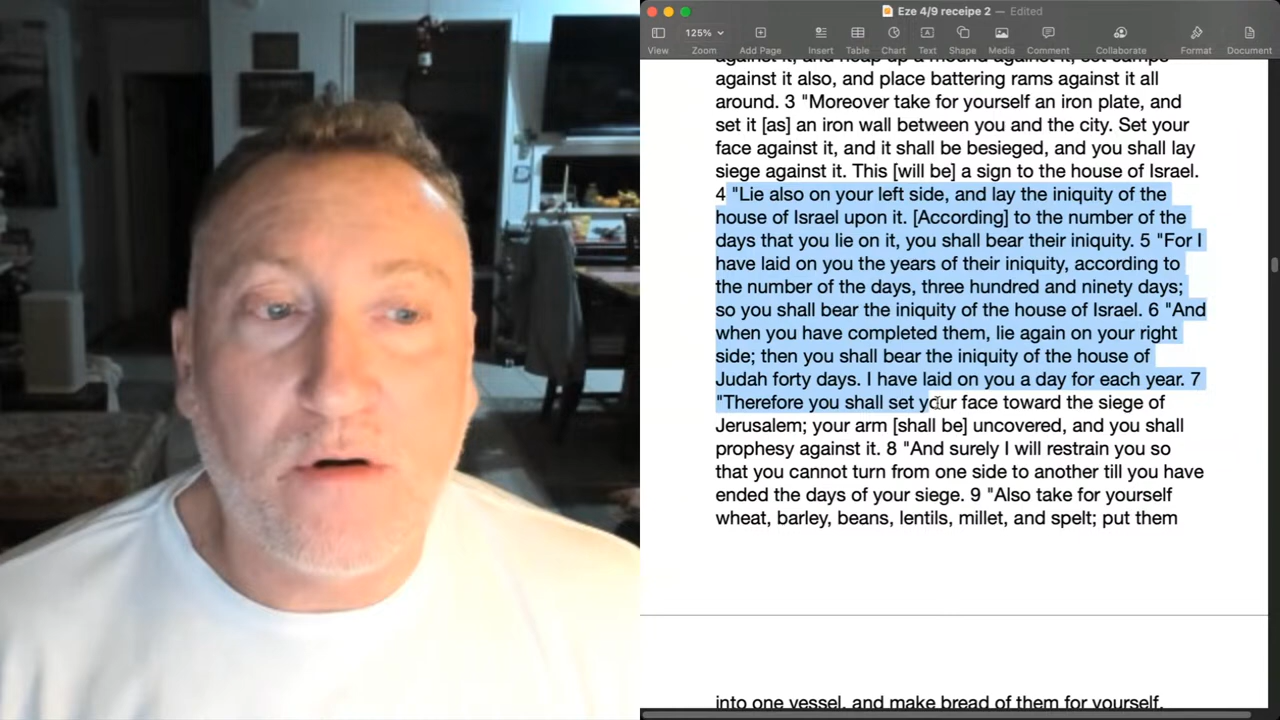 Eze 4/9 receipe 2 — Edited
125%
View Zoom Add Page Insert Table Chart Text Shape Media Comment Collaborate Format Document
against it, and heap up a mound against it; set camps
against it also, and place battering rams against it all
around. 3 "Moreover take for yourself an iron plate, and
set it [as] an iron wall between you and the city. Set your
face against it, and it shall be besieged, and you shall lay
siege against it. This [will be] a sign to the house of Israel.
4 "Lie also on your left side, and lay the iniquity of the
house of Israel upon it. [According] to the number of the
days that you lie on it, you shall bear their iniquity. 5 "For I
have laid on you the years of their iniquity, according to
the number of the days, three hundred and ninety days;
so you shall bear the iniquity of the house of Israel. 6 "And
when you have completed them, lie again on your right
side; then you shall bear the iniquity of the house of
Judah forty days. I have laid on you a day for each year. 7
"Therefore you shall set your face toward the siege of
Jerusalem; your arm [shall be] uncovered, and you shall
prophesy against it. 8 "And surely I will restrain you so
that you cannot turn from one side to another till you have
ended the days of your siege. 9 "Also take for yourself
wheat, barley, beans, lentils, millet, and spelt; put them
into one vessel, and make bread of them for yourself.